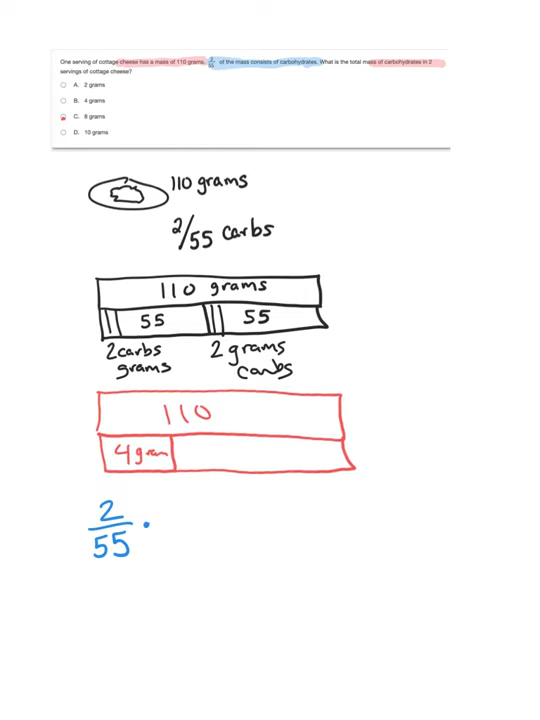 One serving of cottage cheese has a mass of 110 grams. 2/55 of the mass consists of carbohydrates. What is the total mass of carbohydrates in 2
servings of cottage cheese?
A. 2 grams
B. 4 grams
C. 8 grams
D. 10 grams
110 grams
2/55 carbs
110 grams
55 55
2 carbs 2 grams
grams carbs
110
4 gram
2/55 ·